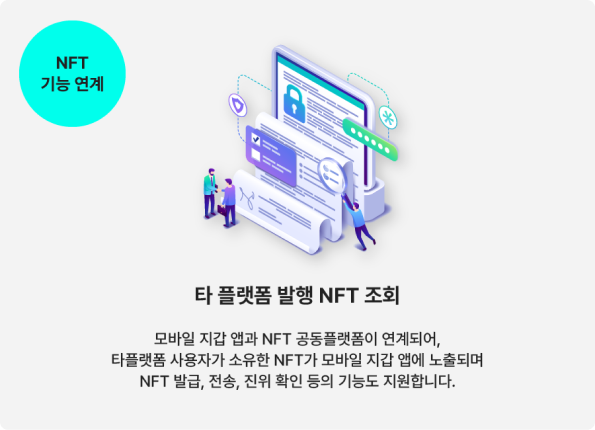 NFT
기능 연계
타 플랫폼 발행 NFT 조회
모바일 지갑 앱과 NFT 공동플랫폼이 연계되어,
타플랫폼 사용자가 소유한 NFT가 모바일 지갑 앱에 노출되며
NFT 발급, 전송, 진위 확인 등의 기능도 지원합니다.